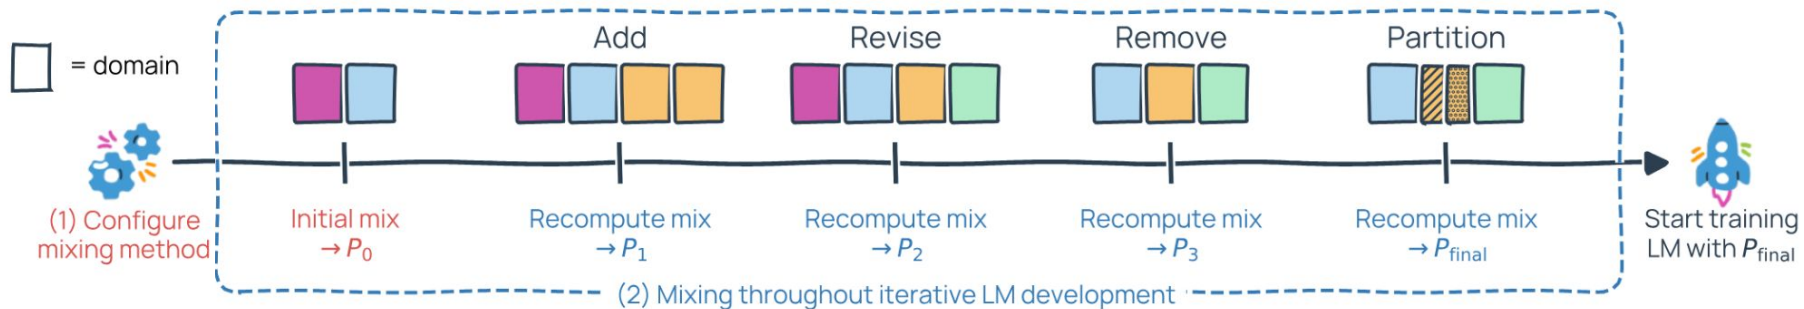 = domain
Add
Revise
Remove
Partition
(1) Configure
mixing method
Initial mix
→ P0
Recompute mix
→ P1
Recompute mix
→ P2
Recompute mix
→ P3
Recompute mix
→ Pfinal
Start training
LM with Pfinal
(2) Mixing throughout iterative LM development